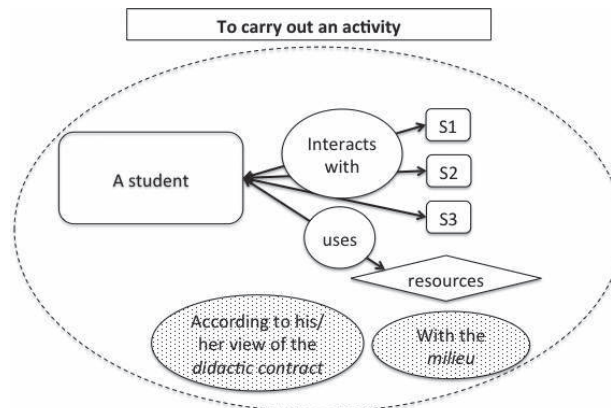 To carry out an activity
A student
Interacts
with
S1
S2
S3
uses
resources
According to his/
her view of the
didactic contract
With the
milieu